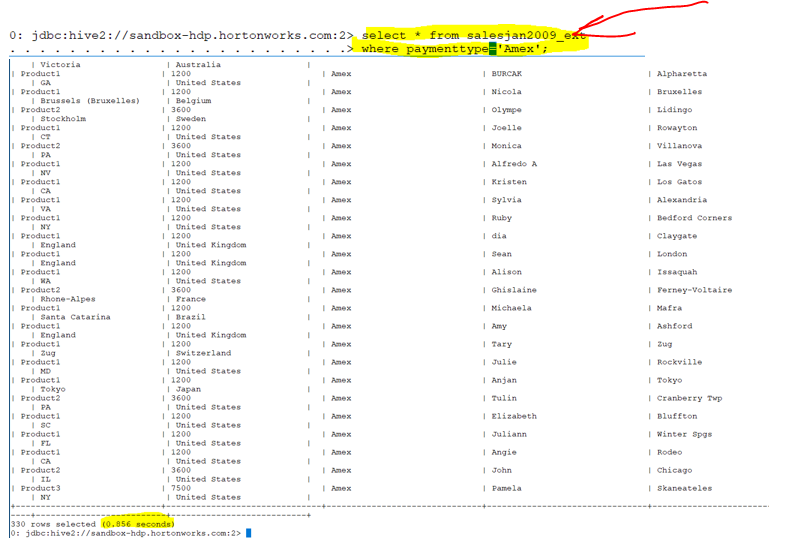 0: jdbc:hive2://sandbox-hdp.hortonworks.com:2> select * from salesjan2009_ext
. . . . . . . . . . . . . . . . . . . . . . .> where paymenttype='Amex';
| Victoria | Australia |
| Product1 | 1200 | Amex | BURCAK | Alpharetta
| GA | United States |
| Product1 | 1200 | Amex | Nicola | Bruxelles
| Brussels (Bruxelles) | Belgium |
| Product2 | 3600 | Amex | Olympe | Lidingo
| Stockholm | Sweden |
| Product1 | 1200 | Amex | Joelle | Rowayton
| CT | United States |
| Product2 | 3600 | Amex | Monica | Villanova
| PA | United States |
| Product1 | 1200 | Amex | Alfredo A | Las Vegas
| NV | United States |
| Product1 | 1200 | Amex | Kristen | Los Gatos
| CA | United States |
| Product1 | 1200 | Amex | Sylvia | Alexandria
| VA | United States |
| Product1 | 1200 | Amex | Ruby | Bedford Corners
| NY | United States |
| Product1 | 1200 | Amex | dia | Claygate
| England | United Kingdom |
| Product1 | 1200 | Amex | Sean | London
| England | United Kingdom |
| Product1 | 1200 | Amex | Alison | Issaquah
| WA | United States |
| Product2 | 3600 | Amex | Ghislaine | Ferney-Voltaire
| Rhone-Alpes | France |
| Product1 | 1200 | Amex | Michaela | Mafra
| Santa Catarina | Brazil |
| Product1 | 1200 | Amex | Amy | Ashford
| England | United Kingdom |
| Product1 | 1200 | Amex | Tary | Zug
| Zug | Switzerland |
| Product1 | 1200 | Amex | Julie | Rockville
| MD | United States |
| Product1 | 1200 | Amex | Anjan | Tokyo
| Tokyo | Japan |
| Product2 | 3600 | Amex | Tulin | Cranberry Twp
| PA | United States |
| Product1 | 1200 | Amex | Elizabeth | Bluffton
| SC | United States |
| Product1 | 1200 | Amex | Juliann | Winter Spgs
| FL | United States |
| Product1 | 1200 | Amex | Angie | Rodeo
| CA | United States |
| Product2 | 3600 | Amex | John | Chicago
| IL | United States |
| Product3 | 7500 | Amex | Pamela | Skaneateles
| NY | United States |
330 rows selected (0.856 seconds)
0: jdbc:hive2://sandbox-hdp.hortonworks.com:2>